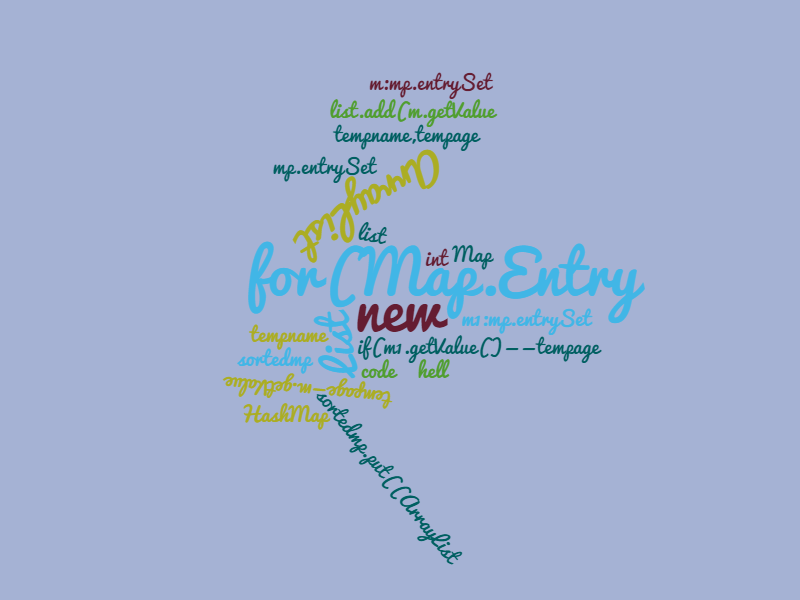 m:mp.entrySet
list.add(m.getValue
tempname,tempage
mp.entrySet
ArrayList
list
int
Map
for(Map.Entry
new
m1:mp.entrySet
list
tempname
if(m1.getValue()==tempage
sortedmp
code
hell
tempage=m.getValue
HashMap
sortedmp.put((ArrayList